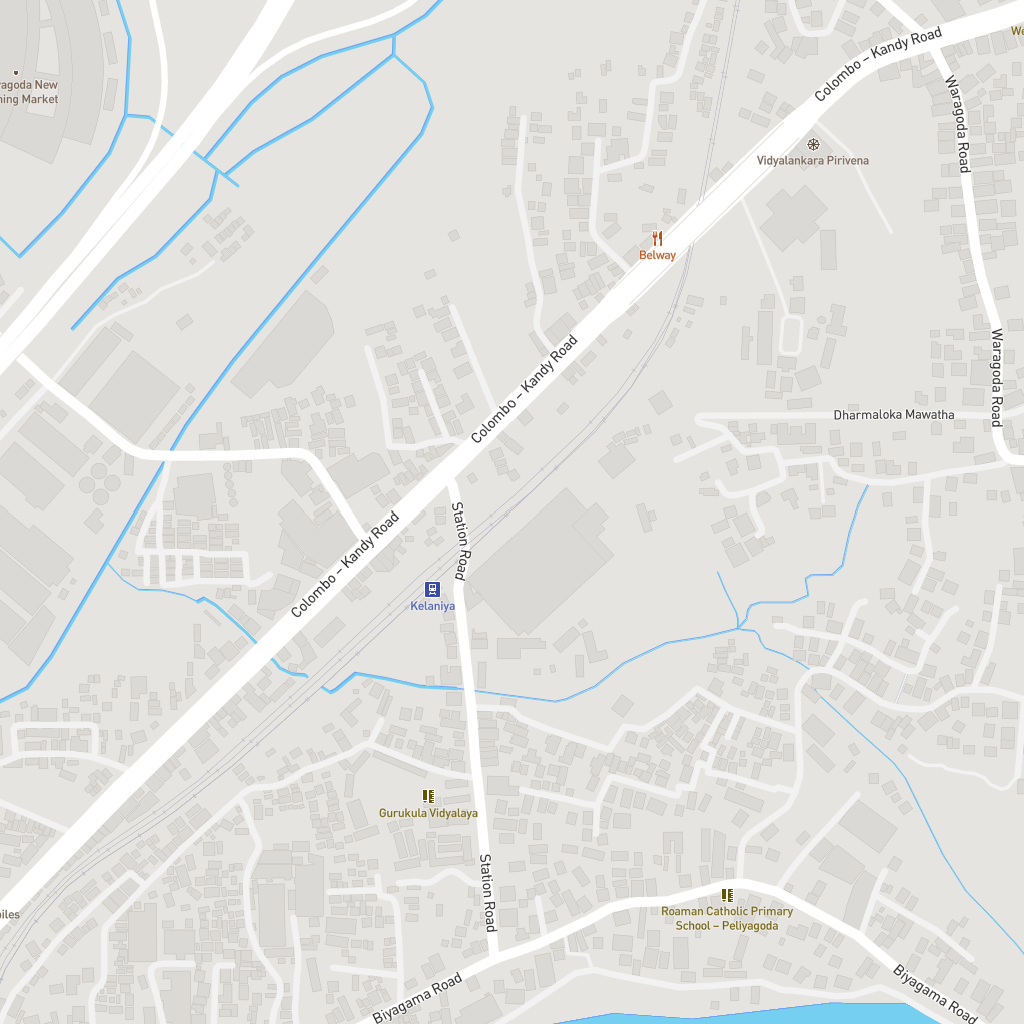 Colombo – Kandy Road
Waragoda Road
New
Market
Vidyalankara Pirivena
Belway
Waragoda Road
Colombo – Kandy Road
Dharmaloka Mawatha
Station Road
Colombo – Kandy Road
Kelaniya
Gurukula Vidyalaya
Station Road
Roaman Catholic Primary
School – Peliyagoda
Biyagama Road
Biyagama Road